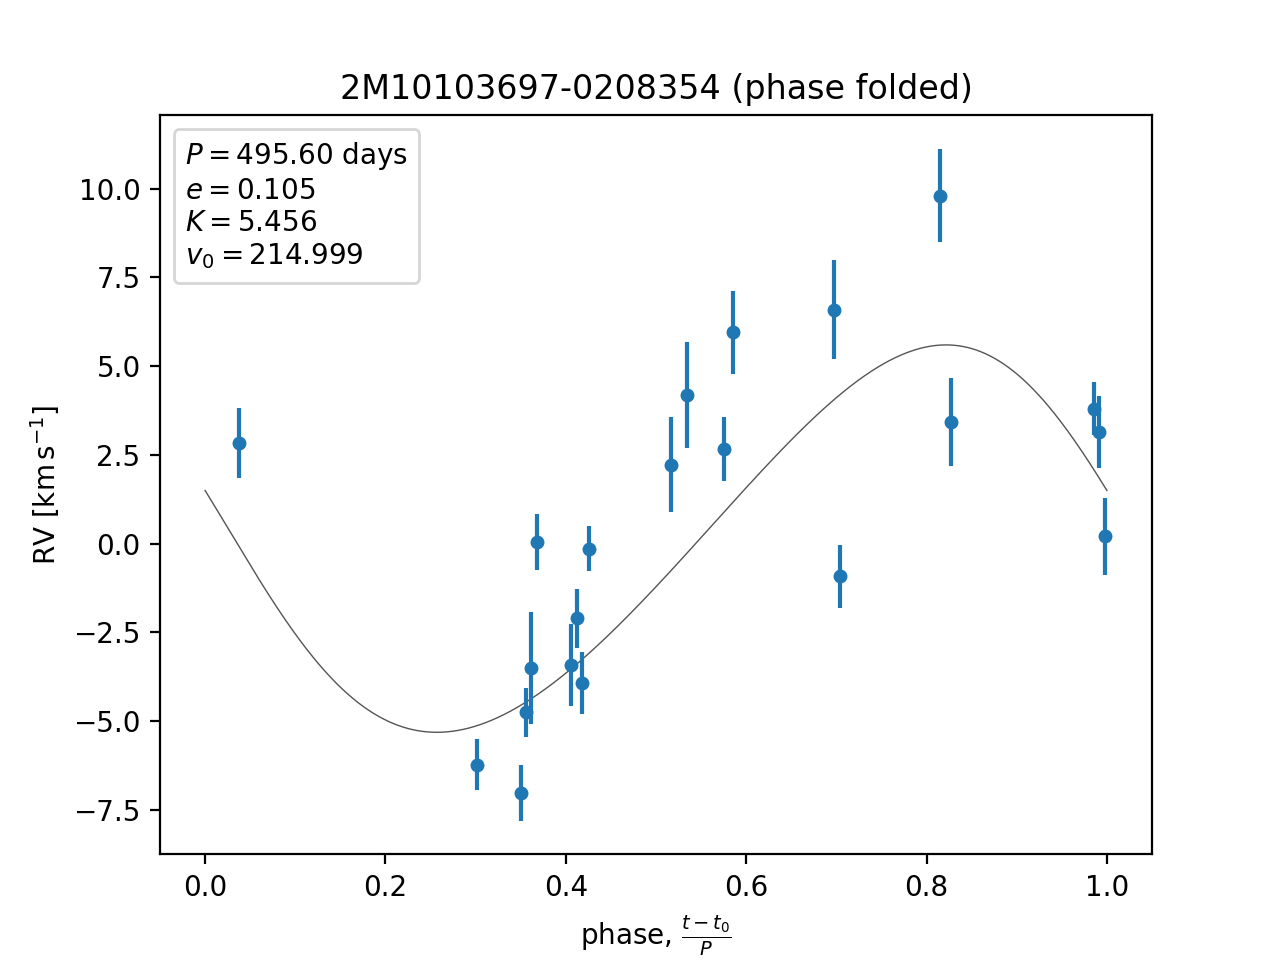 2M10103697-0208354 (phase folded)
P = 495.60 days
e = 0.105
K = 5.456
v₀ = 214.999
10.0
7.5
5.0
2.5
0.0
−2.5
−5.0
−7.5
RV [km s⁻¹]
0.0 0.2 0.4 0.6 0.8 1.0
phase, (t − t₀)/P